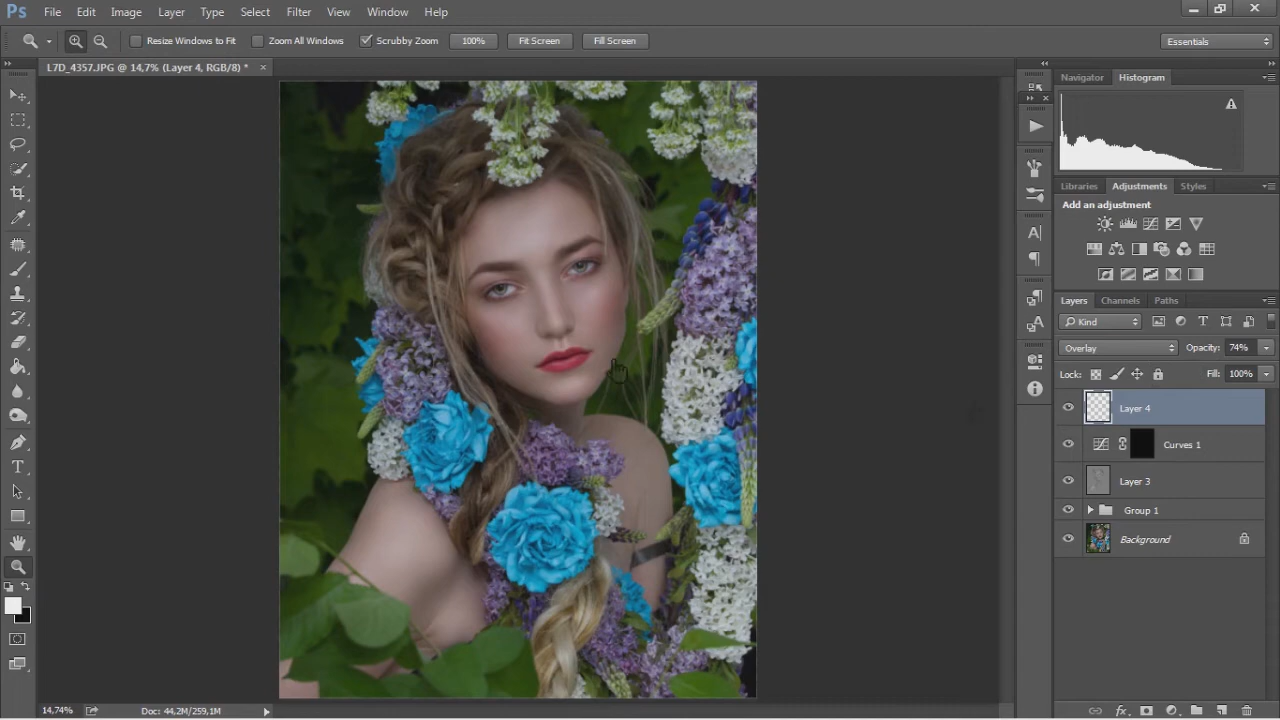 Ps File Edit Image Layer Type Select Filter View Window Help
Resize Windows to Fit Zoom All Windows Scrubby Zoom 100% Fit Screen Fill Screen Essentials
L7D_4357.JPG @ 14,7% (Layer 4, RGB/8) * ×
Navigator Histogram
Libraries Adjustments Styles
Add an adjustment
Layers Channels Paths
Kind
Overlay Opacity: 74%
Lock: Fill: 100%
Layer 4
Curves 1
Layer 3
Group 1
Background
14,74% Doc: 44,2M/259,1M